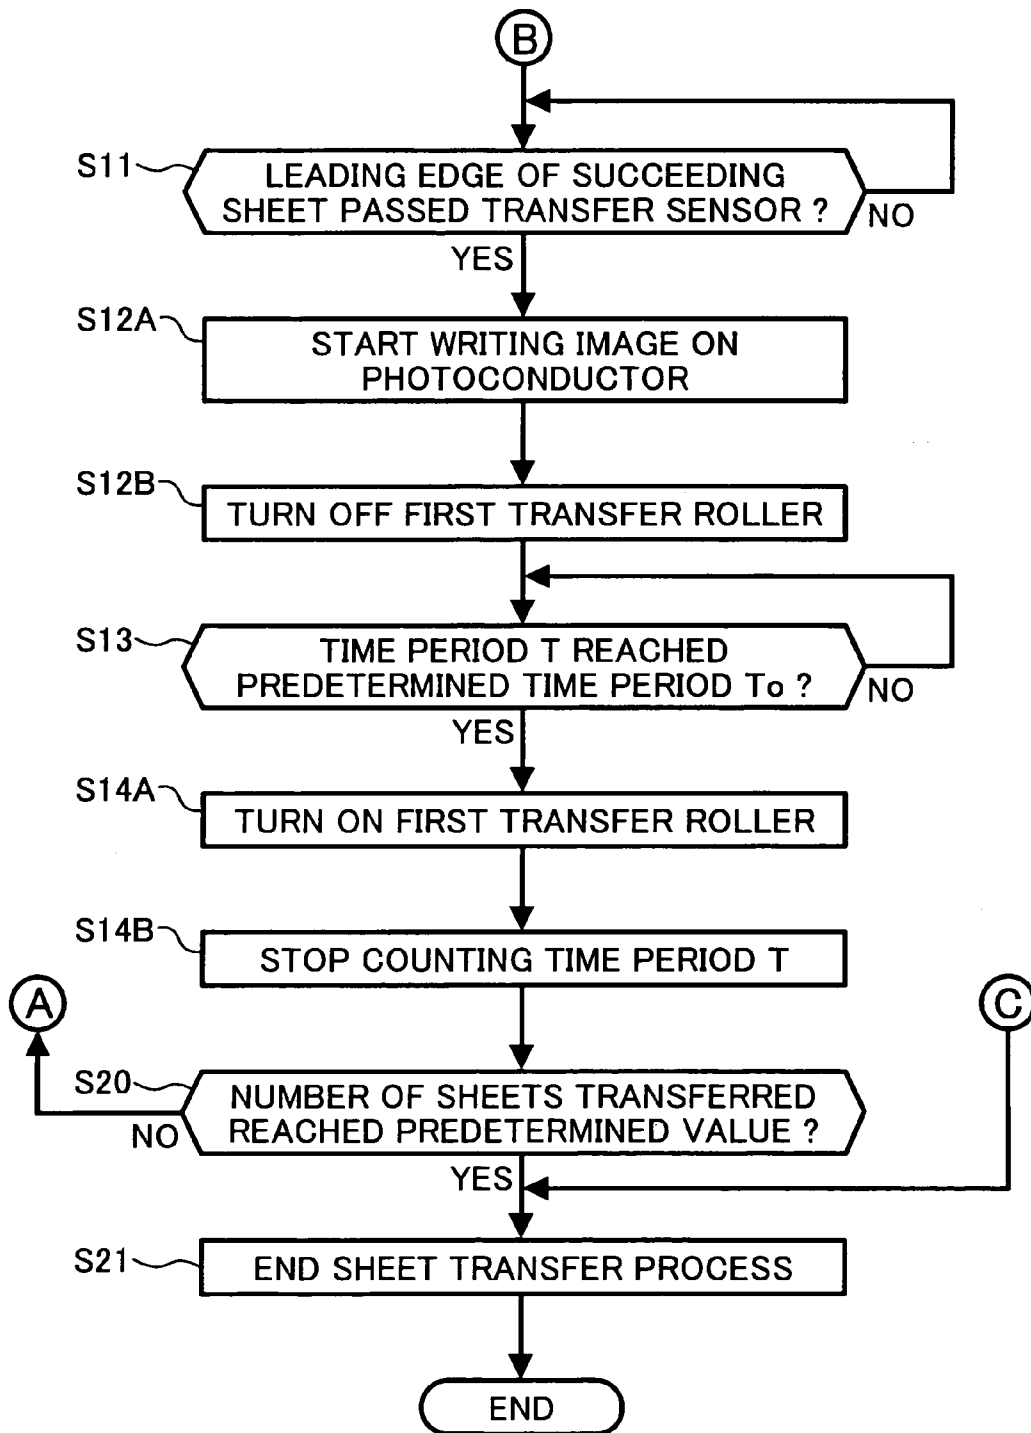 B
S11
LEADING EDGE OF SUCCEEDING
SHEET PASSED TRANSFER SENSOR ?
NO
YES
S12A
START WRITING IMAGE ON
PHOTOCONDUCTOR
S12B
TURN OFF FIRST TRANSFER ROLLER
S13
TIME PERIOD T REACHED
PREDETERMINED TIME PERIOD To ?
NO
YES
S14A
TURN ON FIRST TRANSFER ROLLER
S14B
STOP COUNTING TIME PERIOD T
A
C
S20
NUMBER OF SHEETS TRANSFERRED
REACHED PREDETERMINED VALUE ?
NO
YES
S21
END SHEET TRANSFER PROCESS
END